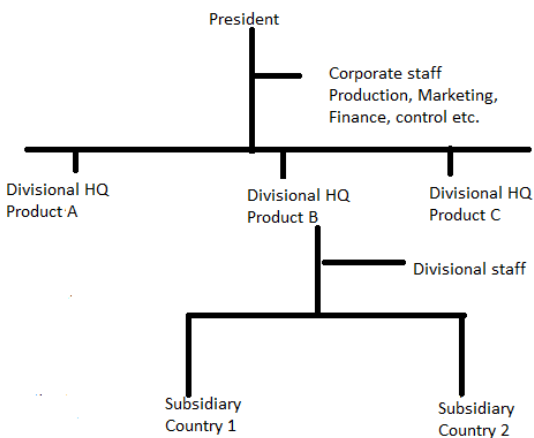 President
Corporate staff
Production, Marketing,
Finance, control etc.
Divisional HQ
Product A
Divisional HQ
Product B
Divisional HQ
Product C
Divisional staff
Subsidiary
Country 1
Subsidiary
Country 2